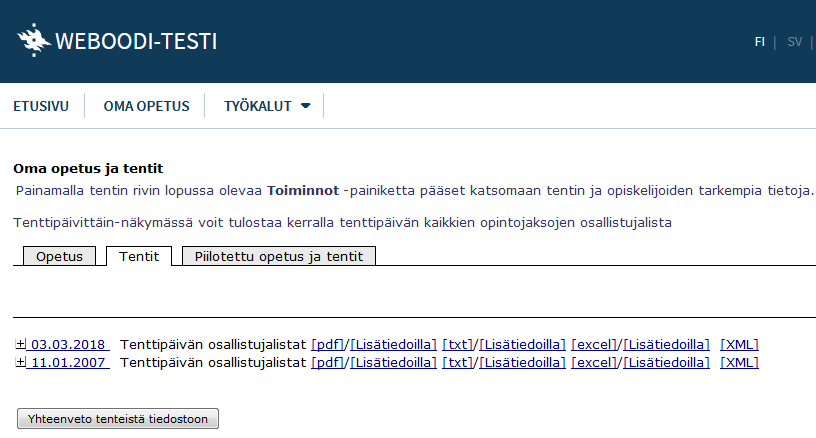 WEBOODI-TESTI
FI | SV |
ETUSIVU OMA OPETUS TYÖKALUT
Oma opetus ja tentit
Painamalla tentin rivin lopussa olevaa Toiminnot -painiketta pääset katsomaan tentin ja opiskelijoiden tarkempia tietoja.
Tenttipäivittäin-näkymässä voit tulostaa kerralla tenttipäivän kaikkien opintojaksojen osallistujalista
Opetus Tentit Piilotettu opetus ja tentit
03.03.2018 Tenttipäivän osallistujalistat [pdf]/[Lisätiedoilla] [txt]/[Lisätiedoilla] [excel]/[Lisätiedoilla] [XML]
11.01.2007 Tenttipäivän osallistujalistat [pdf]/[Lisätiedoilla] [txt]/[Lisätiedoilla] [excel]/[Lisätiedoilla] [XML]
Yhteenveto tenteistä tiedostoon